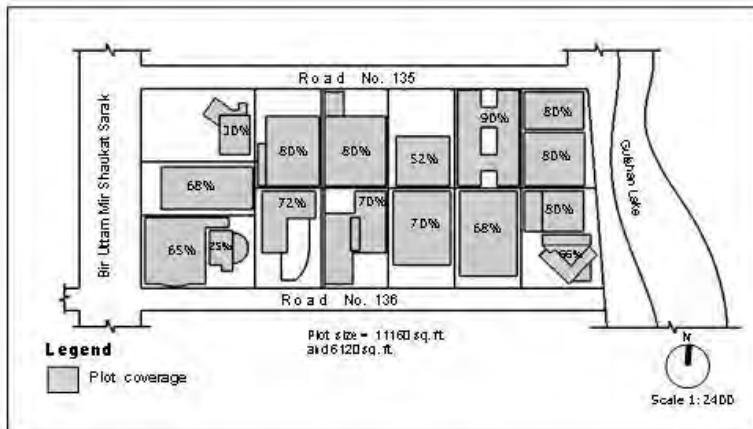 Road No. 135
Bir Uttam Mir Shaukat Sarak
Gulshan Lake
80%
90%
80%
80%
52%
80%
68%
72%
70%
70%
68%
80%
65%
25%
66%
Road No. 136
Plot size = 11160 sq.ft.
and 6120 sq.ft.
Legend
Plot coverage
N
Scale 1:2400